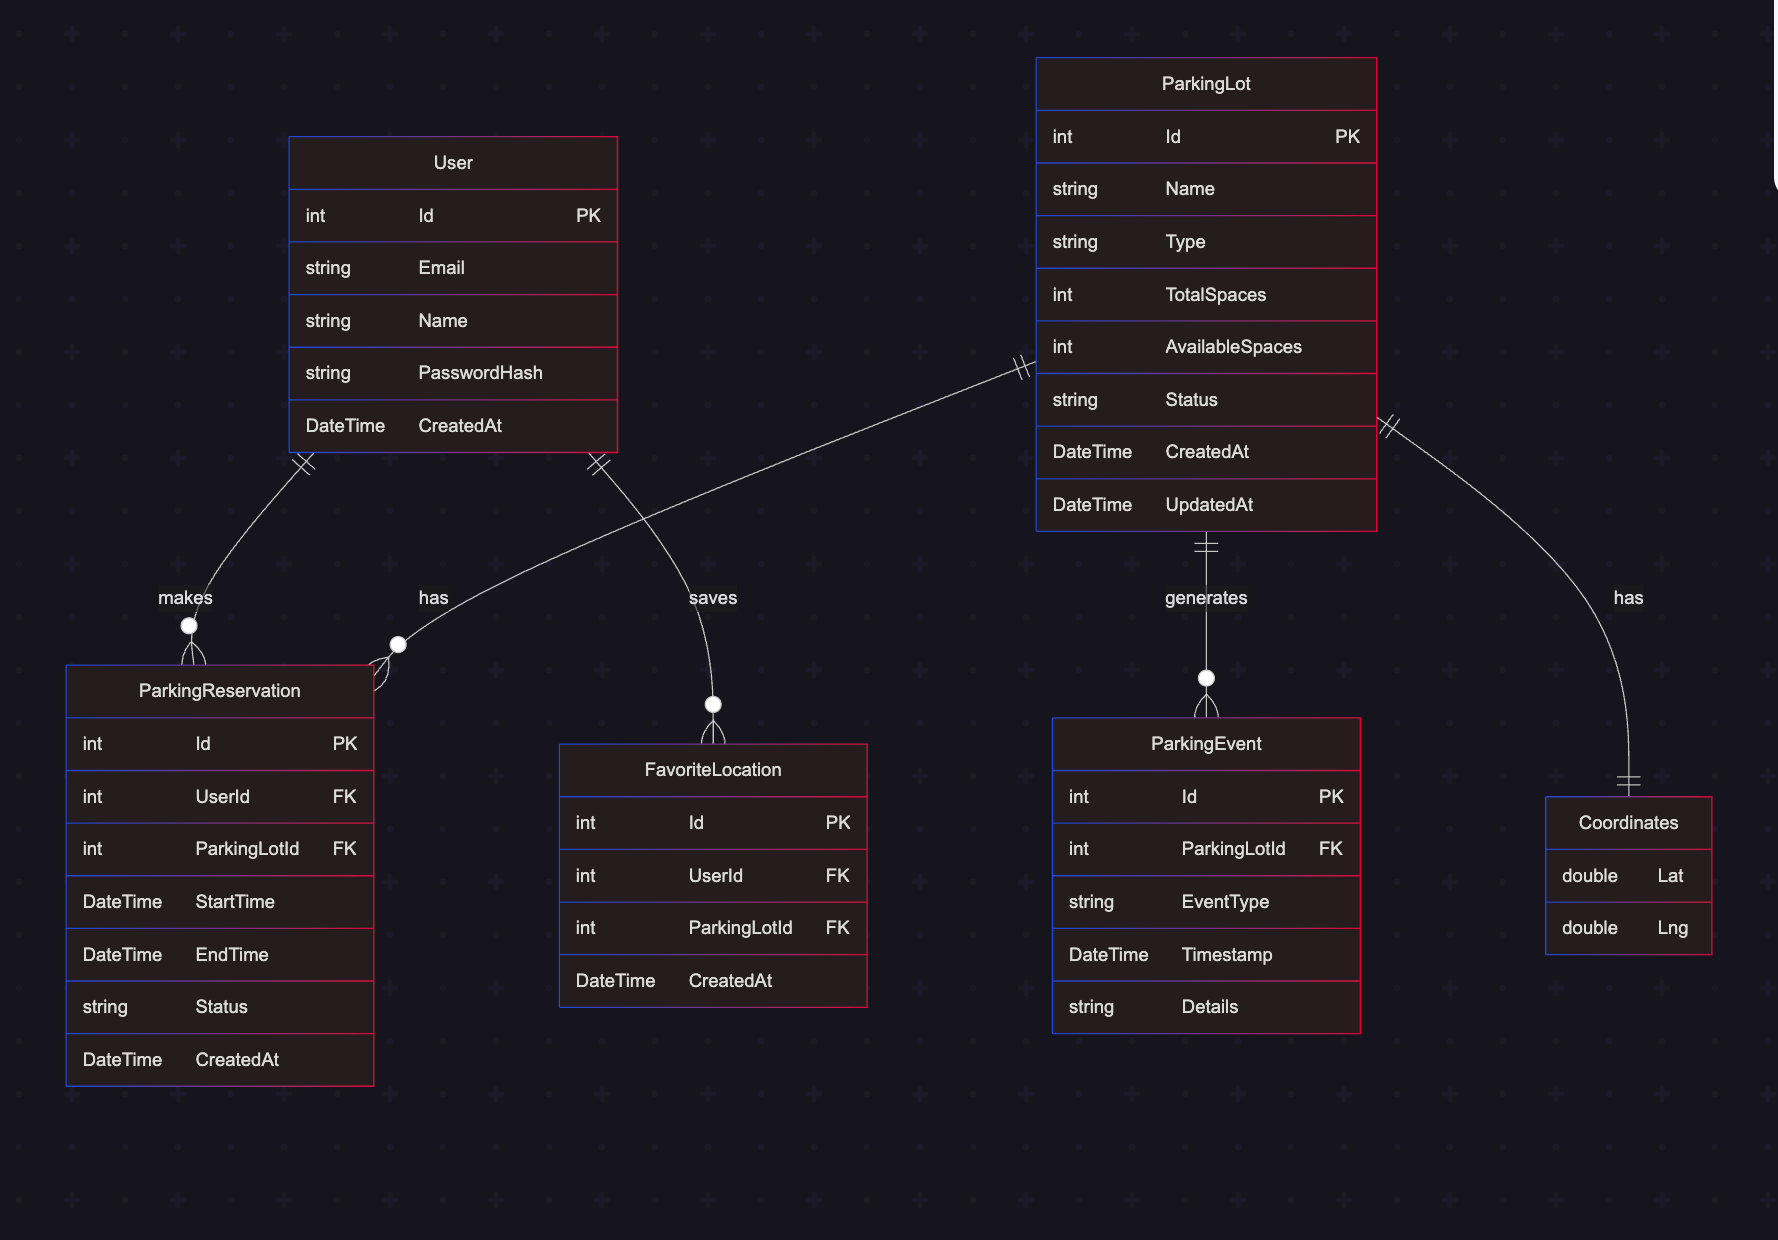 ParkingLot
int Id PK
string Name
string Type
int TotalSpaces
int AvailableSpaces
string Status
DateTime CreatedAt
DateTime UpdatedAt
User
int Id PK
string Email
string Name
string PasswordHash
DateTime CreatedAt
makes
has
saves
generates
has
ParkingReservation
int Id PK
int UserId FK
int ParkingLotId FK
DateTime StartTime
DateTime EndTime
string Status
DateTime CreatedAt
FavoriteLocation
int Id PK
int UserId FK
int ParkingLotId FK
DateTime CreatedAt
ParkingEvent
int Id PK
int ParkingLotId FK
string EventType
DateTime Timestamp
string Details
Coordinates
double Lat
double Lng